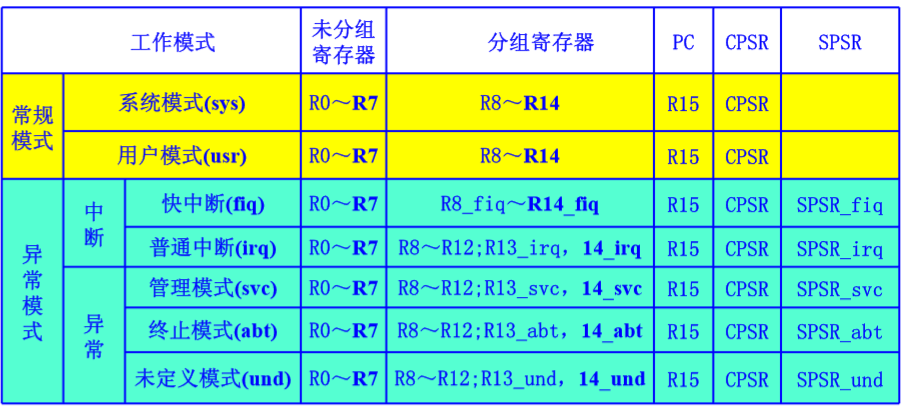 工作模式 未分组寄存器 分组寄存器 PC CPSR SPSR
常规模式 系统模式(sys) R0～R7 R8～R14 R15 CPSR
用户模式(usr) R0～R7 R8～R14 R15 CPSR
异常模式 中断 快中断(fiq) R0～R7 R8_fiq～R14_fiq R15 CPSR SPSR_fiq
普通中断(irq) R0～R7 R8～R12;R13_irq，14_irq R15 CPSR SPSR_irq
异常 管理模式(svc) R0～R7 R8～R12;R13_svc，14_svc R15 CPSR SPSR_svc
终止模式(abt) R0～R7 R8～R12;R13_abt，14_abt R15 CPSR SPSR_abt
未定义模式(und) R0～R7 R8～R12;R13_und，14_und R15 CPSR SPSR_und